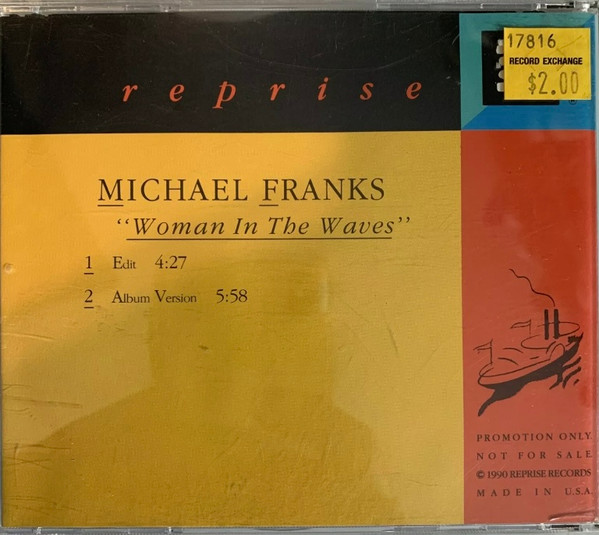 17816
RECORD EXCHANGE
$2.00
reprise
®
MICHAEL FRANKS
"Woman In The Waves"
1 Edit 4:27
2 Album Version 5:58
PROMOTION ONLY.
NOT FOR SALE.
© 1990 REPRISE RECORDS
MADE IN U.S.A.